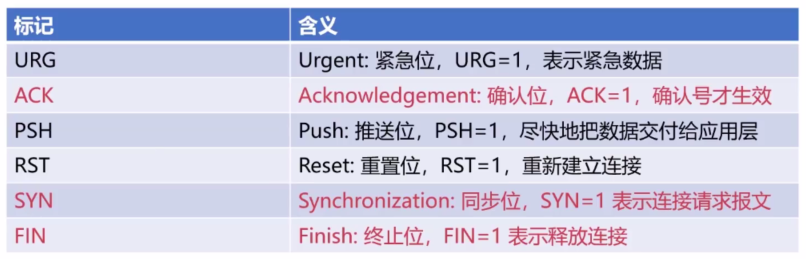 标记 含义
URG Urgent: 紧急位，URG=1，表示紧急数据
ACK Acknowledgement: 确认位，ACK=1，确认号才生效
PSH Push: 推送位，PSH=1，尽快地把数据交付给应用层
RST Reset: 重置位，RST=1，重新建立连接
SYN Synchronization: 同步位，SYN=1 表示连接请求报文
FIN Finish: 终止位，FIN=1 表示释放连接